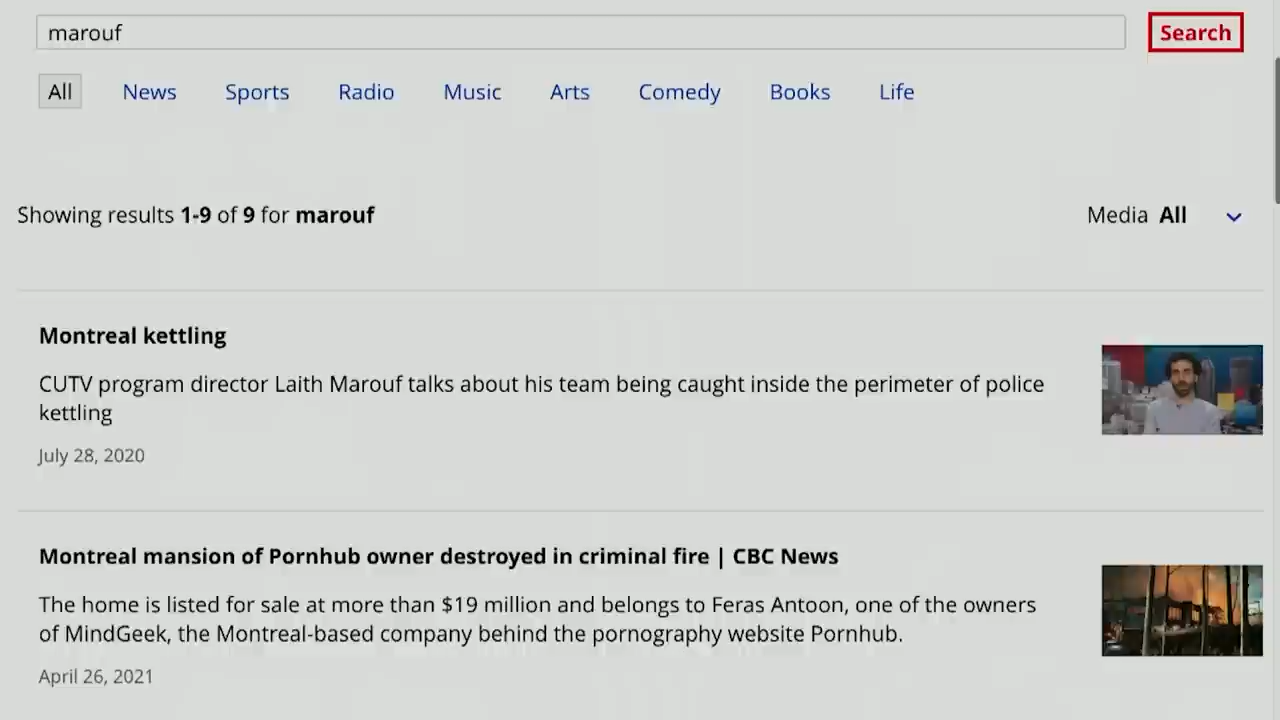 marouf
Search
All News Sports Radio Music Arts Comedy Books Life
Showing results 1-9 of 9 for marouf
Media All
Montreal kettling
CUTV program director Laith Marouf talks about his team being caught inside the perimeter of police
kettling
July 28, 2020
Montreal mansion of Pornhub owner destroyed in criminal fire | CBC News
The home is listed for sale at more than $19 million and belongs to Feras Antoon, one of the owners
of MindGeek, the Montreal-based company behind the pornography website Pornhub.
April 26, 2021